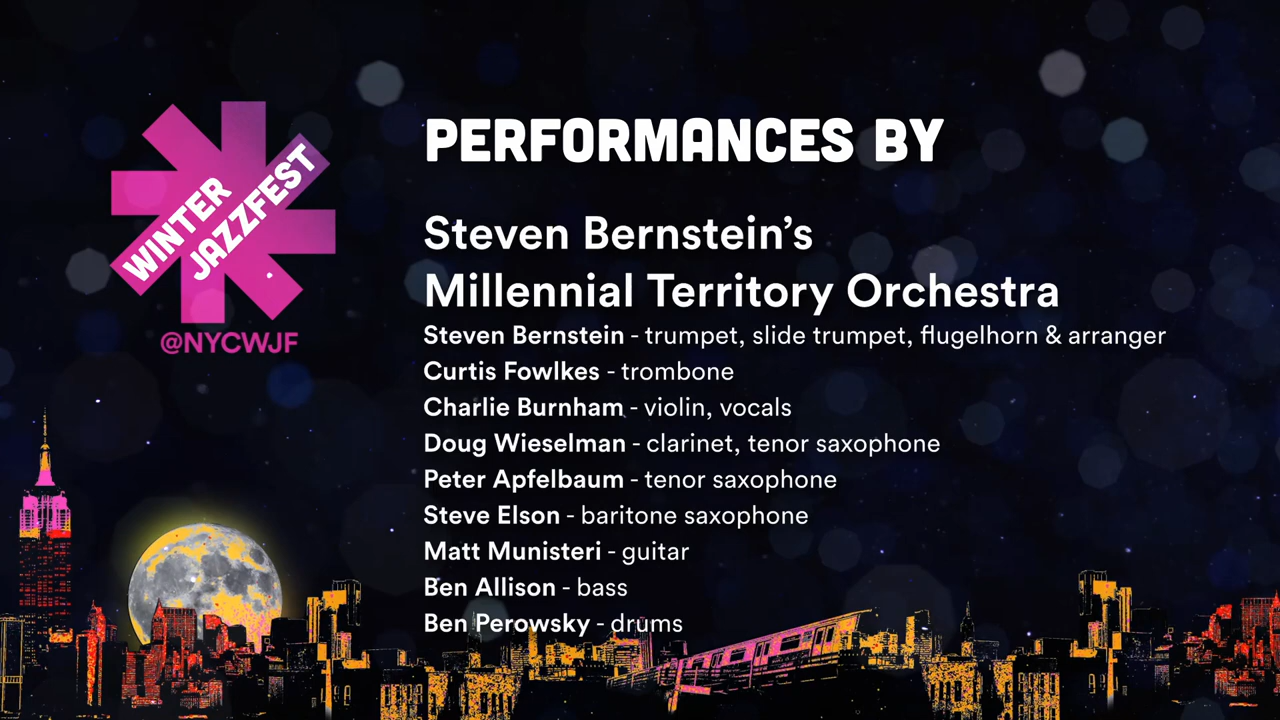 WINTER
JAZZFEST
@NYCWJF
PERFORMANCES BY
Steven Bernstein’s
Millennial Territory Orchestra
Steven Bernstein - trumpet, slide trumpet, flugelhorn & arranger
Curtis Fowlkes - trombone
Charlie Burnham - violin, vocals
Doug Wieselman - clarinet, tenor saxophone
Peter Apfelbaum - tenor saxophone
Steve Elson - baritone saxophone
Matt Munisteri - guitar
Ben Allison - bass
Ben Perowsky - drums